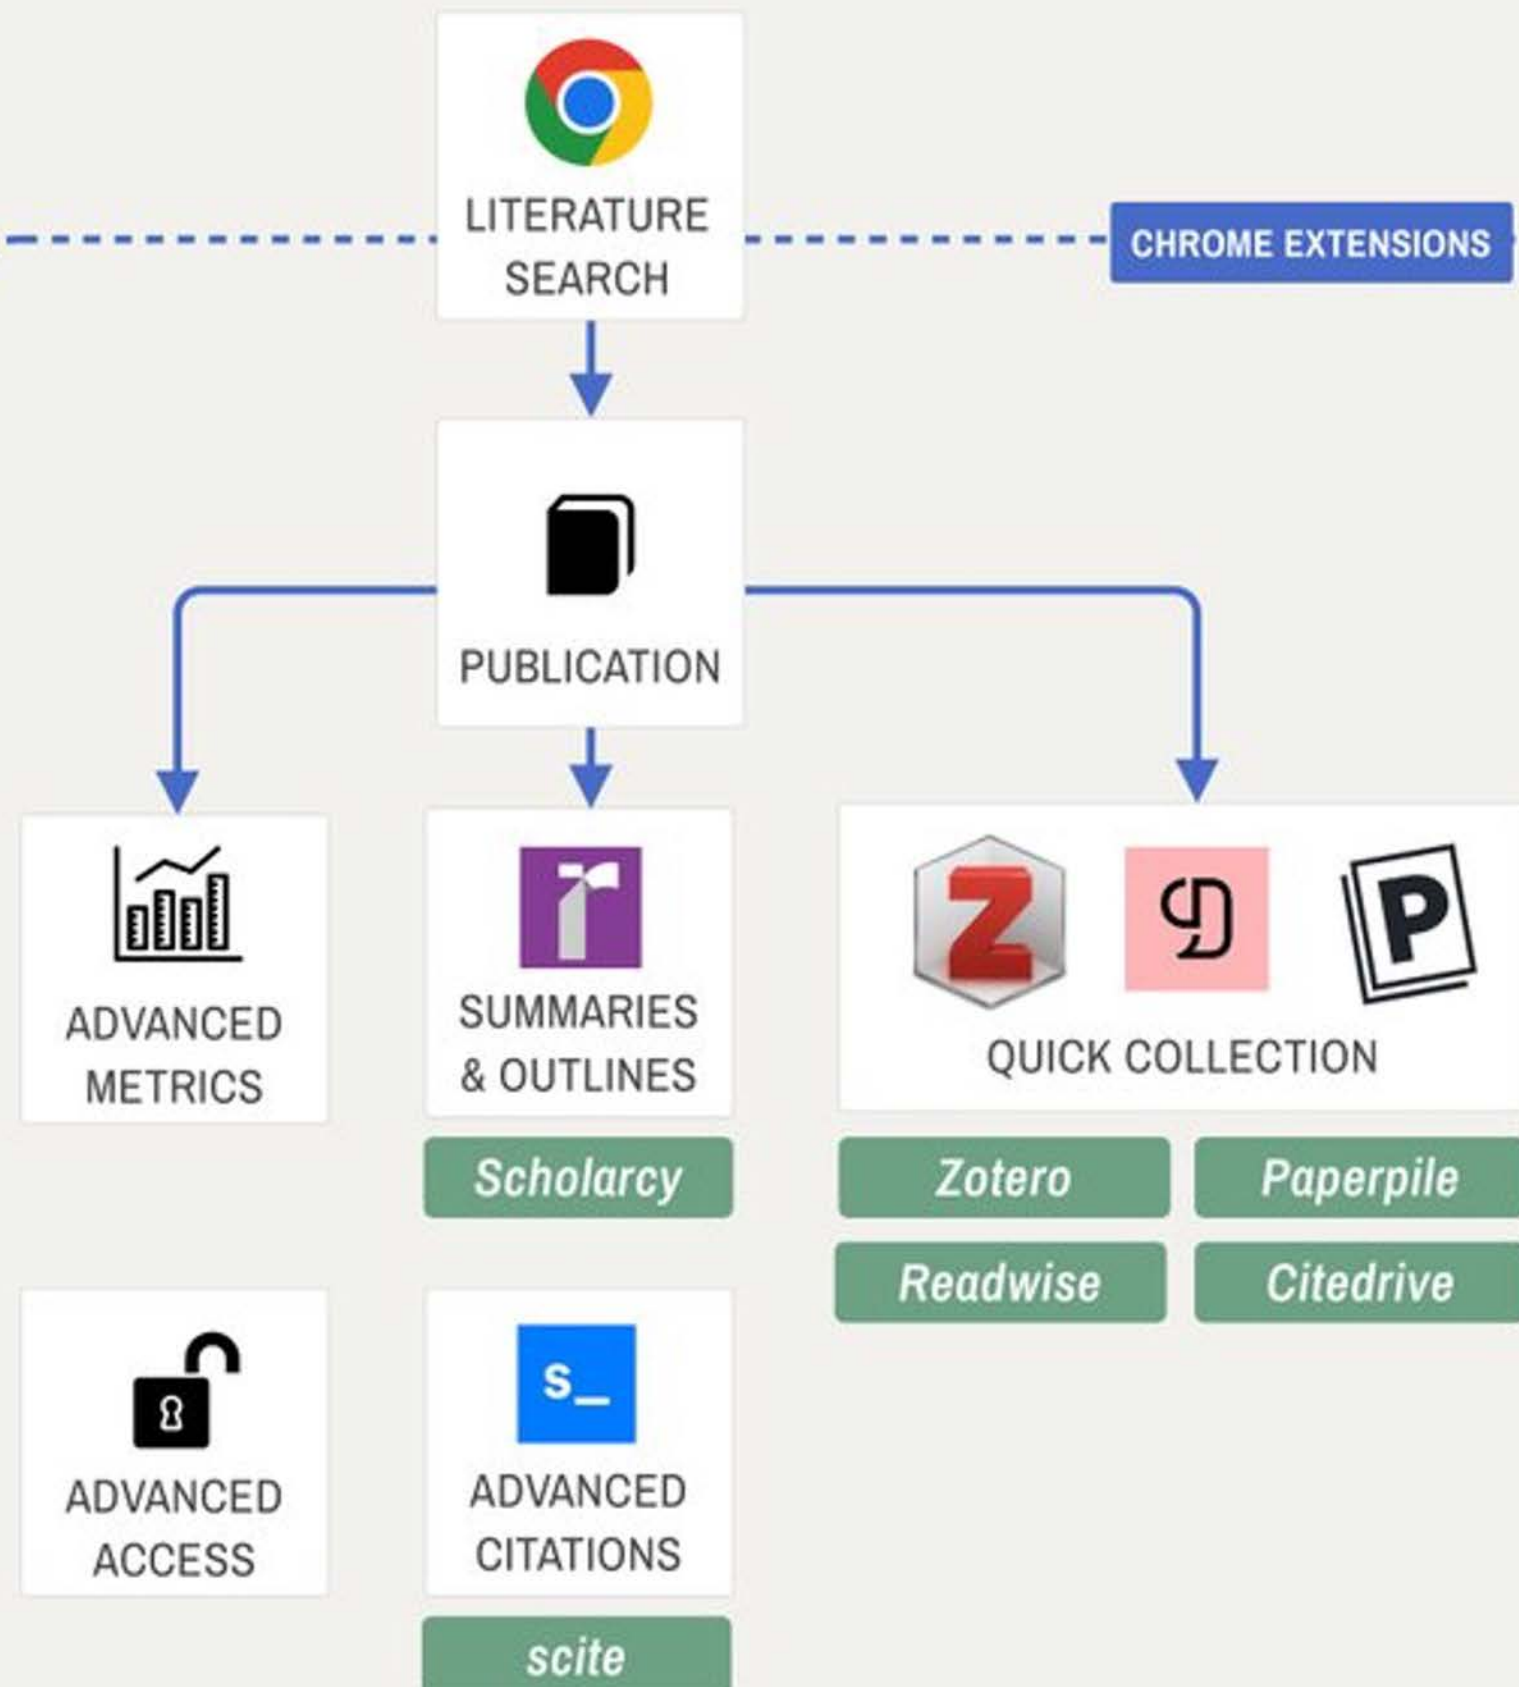 LITERATURE
SEARCH
CHROME EXTENSIONS
PUBLICATION
ADVANCED
METRICS
SUMMARIES
& OUTLINES
Scholarcy
Z
P
QUICK COLLECTION
Zotero
Paperpile
Readwise
Citedrive
ADVANCED
ACCESS
s_
ADVANCED
CITATIONS
scite